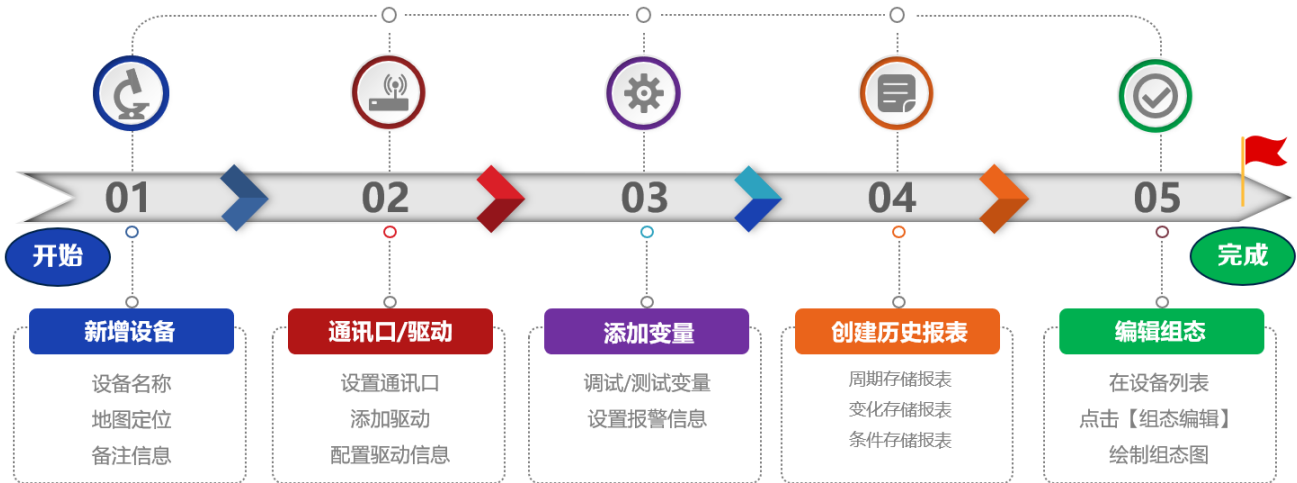 01
02
03
04
05
开始
完成
新增设备
设备名称
地图定位
备注信息
通讯口/驱动
设置通讯口
添加驱动
配置驱动信息
添加变量
调试/测试变量
设置报警信息
创建历史报表
周期存储报表
变化存储报表
条件存储报表
编辑组态
在设备列表
点击【组态编辑】
绘制组态图